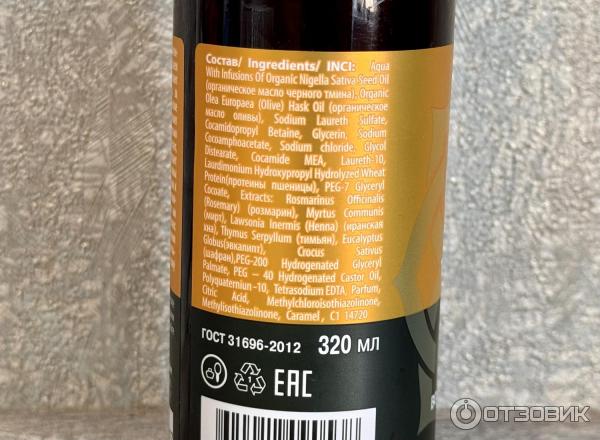 Состав/ Ingredients/ INCI: Aqua
With Infusions Of Organic Nigella Sativa Seed Oil
(органическое масло черного тмина), Organic
Olea Europaea (Olive) Hask Oil (органическое
масло оливы), Sodium Laureth Sulfate,
Cocamidopropyl Betaine, Glycerin, Sodium
Cocoamphoacetate, Sodium chloride. Glycol
Distearate, Cocamide MEA, Laureth-10,
Laurdimonium Hydroxypropyl Hydrolyzed Wheat
Protein(протеины пшеницы), PEG-7 Glyceryl
Cocoate, Extracts: Rosmarinus Officinalis
(Rosemary) (розмарин), Myrtus Communis
(мирт), Lawsonia Inermis (Henna) (иранская
хна), Thymus Serpyllum (тимьян), Eucalyptus
Globus(эвкалипт), Crocus Sativus
(шафран),PEG-200 Hydrogenated Glyceryl
Palmate, PEG – 40 Hydrogenated Castor Oil,
Polyquaterniun -10, Tetrasodium EDTA, Parfum,
Citric Acid, Methylchloroisothiazolinone,
Methylisothiazolinone, Caramel , C1 14720
ГОСТ 31696-2012 320 МЛ
EAC
ОТЗОВИК